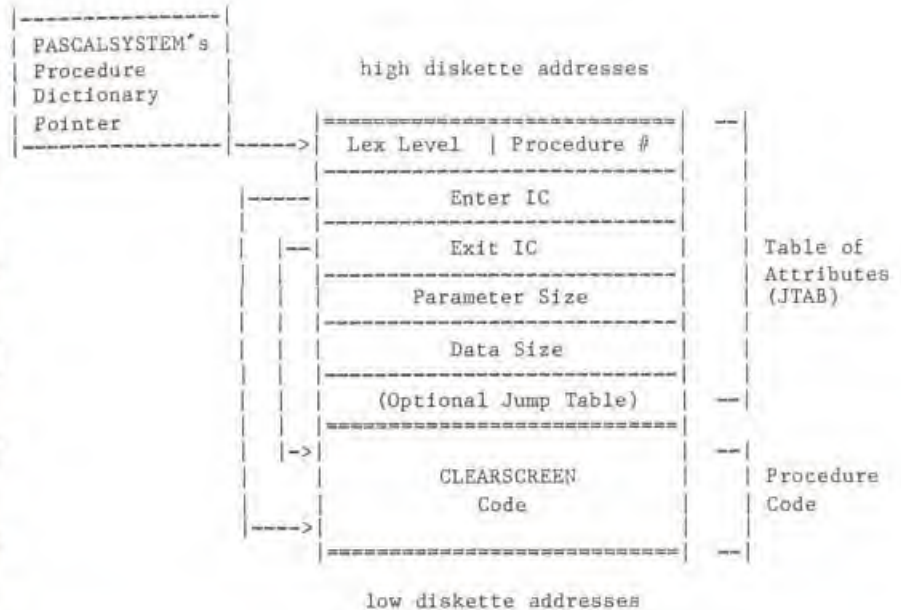 PASCALSYSTEM's
Procedure
Dictionary
Pointer
high diskette addresses
Lex Level | Procedure #
Enter IC
Exit IC
Parameter Size
Data Size
(Optional Jump Table)
Table of
Attributes
(JTAB)
CLEARSCREEN
Code
Procedure
Code
low diskette addresses